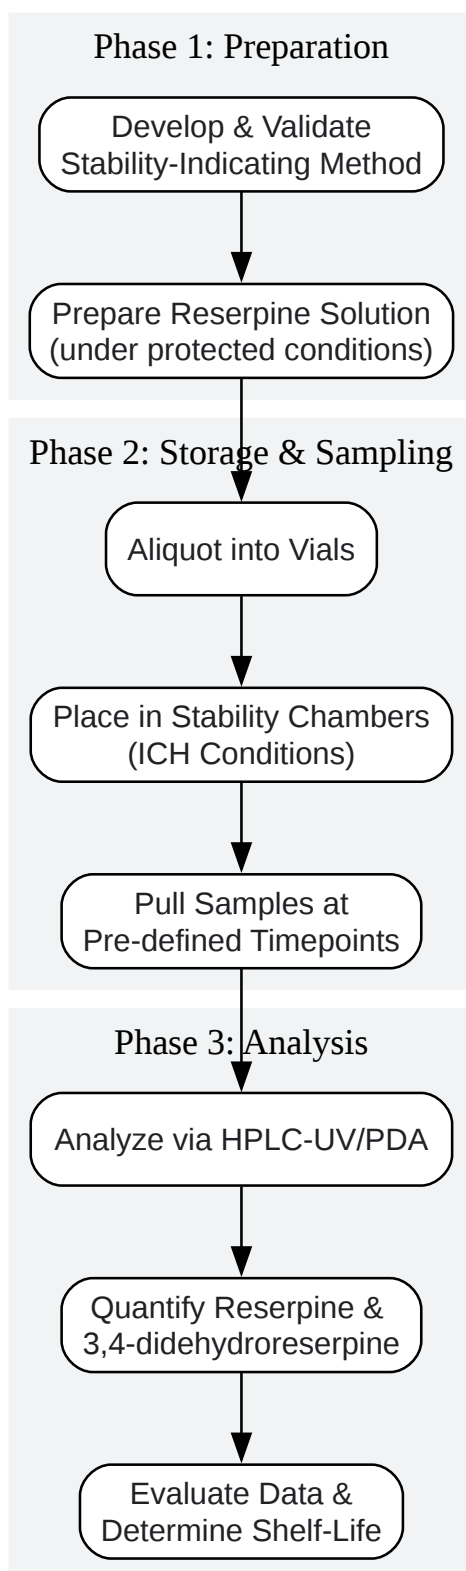 Phase 1: Preparation
Develop & Validate
Stability-Indicating Method
Prepare Reserpine Solution
(under protected conditions)
Phase 2: Storage & Sampling
Aliquot into Vials
Place in Stability Chambers
(ICH Conditions)
Pull Samples at
Pre-defined Timepoints
Phase 3: Analysis
Analyze via HPLC-UV/PDA
Quantify Reserpine &
3,4-didehydroreserpine
Evaluate Data &
Determine Shelf-Life